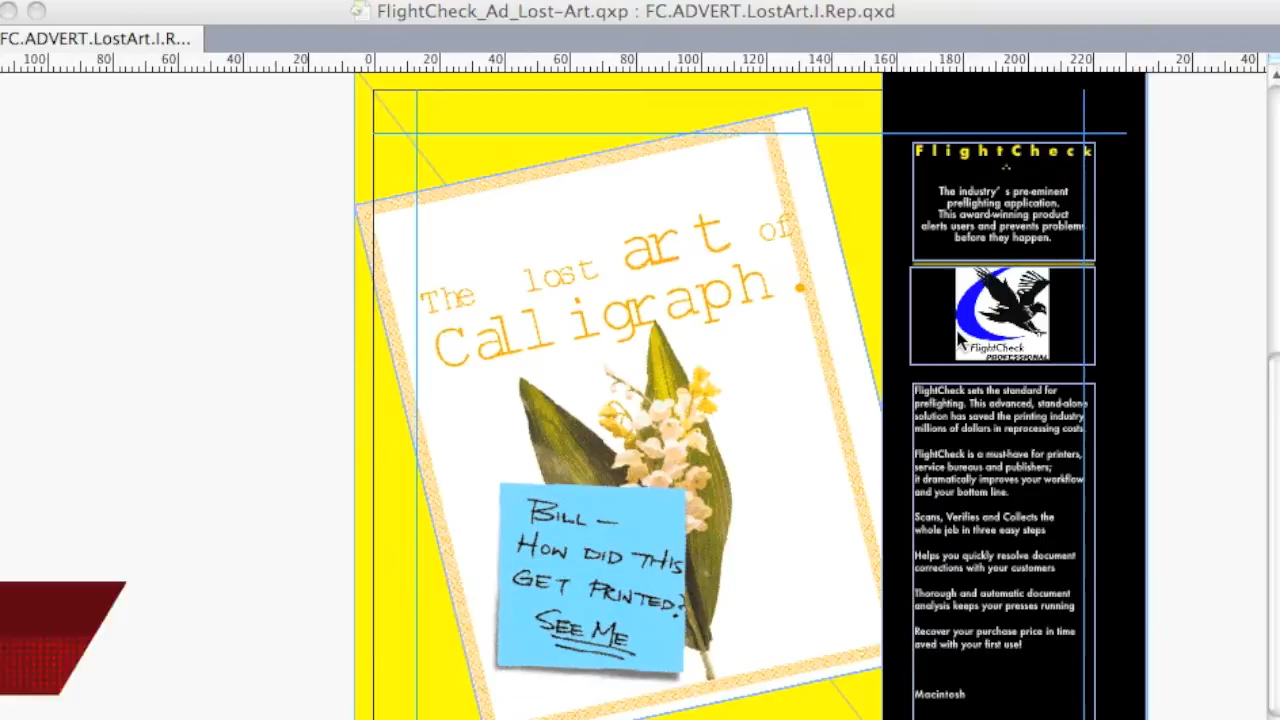 FlightCheck_Ad_Lost-Art.qxp : FC.ADVERT.LostArt.I.Rep.qxd
FC.ADVERT.LostArt.I.R...
100 80 60 40 20 0 20 40 60 80 100 120 140 160 180 200 220 20 40
The lost art of
Calligraph.
BILL —
HOW DID THIS
GET PRINTED?
SEE ME
FlightCheck
The industry’ s pre-eminent
preflighting application.
This award-winning product
alerts users and prevents problems
before they happen.
FlightCheck
PROFESSIONAL
FlightCheck sets the standard for
preflighting. This advanced, stand-alone
solution has saved the printing industry
millions of dollars in reprocessing costs.
FlightCheck is a must-have for printers,
service bureaus and publishers;
it dramatically improves your workflow
and your bottom line.
Scans, Verifies and Collects the
whole job in three easy steps
Helps you quickly resolve document
corrections with your customers
Thorough and automatic document
analysis keeps your presses running
Recover your purchase price in time
aved with your first use!
Macintosh